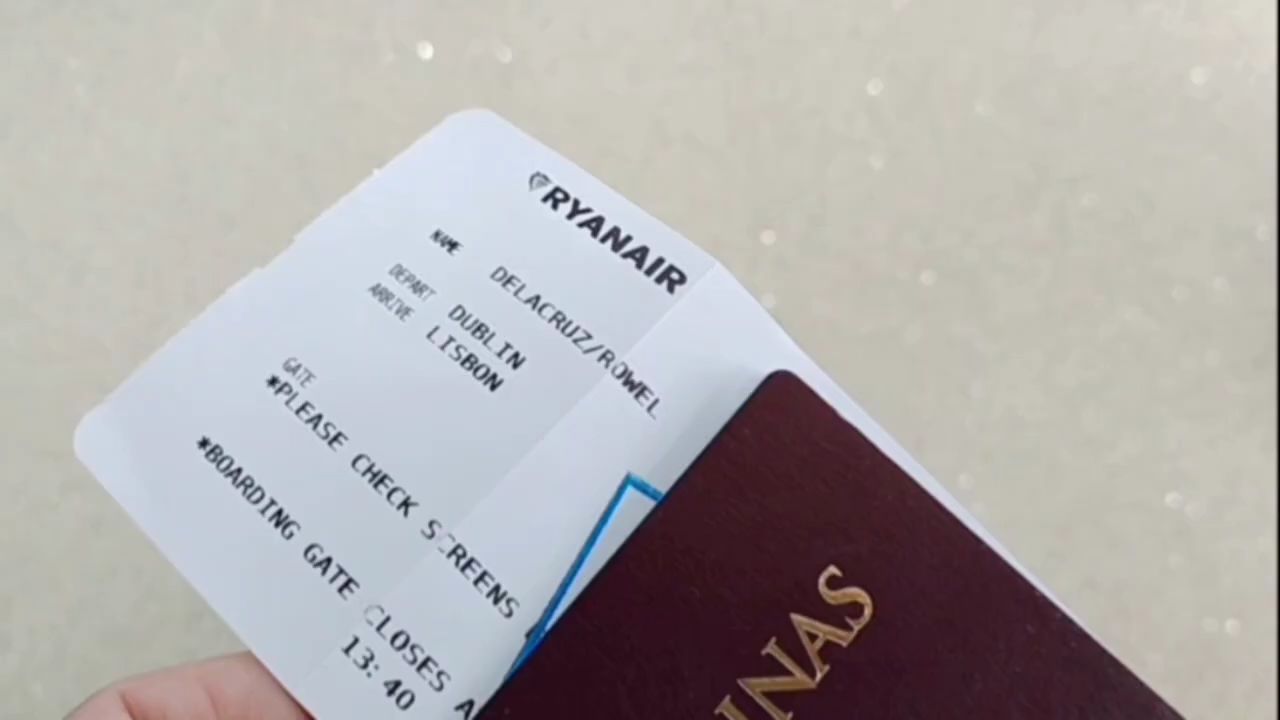 RYANAIR
NAME DELACRUZ/ROWEL
DEPART DUBLIN
ARRIVE LISBON
GATE
*PLEASE CHECK SCREENS
*BOARDING GATE CLOSES A
13:40
INAS